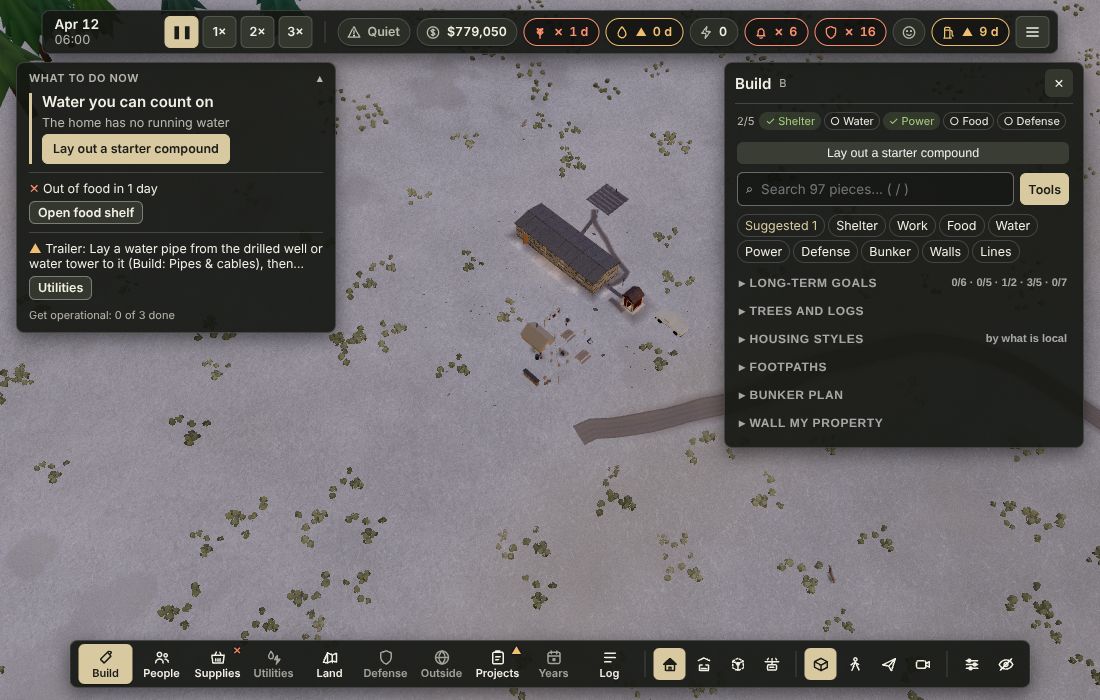 Apr 12
06:00
1×
2×
3×
Quiet
$779,050
× 1 d
▲ 0 d
0
× 6
× 16
▲ 9 d
WHAT TO DO NOW
Water you can count on
The home has no running water
Lay out a starter compound
× Out of food in 1 day
Open food shelf
▲ Trailer: Lay a water pipe from the drilled well or
water tower to it (Build: Pipes & cables), then...
Utilities
Get operational: 0 of 3 done
Build B
2/5 ✓ Shelter Water ✓ Power Food Defense
Lay out a starter compound
Search 97 pieces... ( / )
Tools
Suggested 1 Shelter Work Food Water
Power Defense Bunker Walls Lines
▸ LONG-TERM GOALS 0/6 · 0/5 · 1/2 · 3/5 · 0/7
▸ TREES AND LOGS
▸ HOUSING STYLES by what is local
▸ FOOTPATHS
▸ BUNKER PLAN
▸ WALL MY PROPERTY
Build People Supplies Utilities Land Defense Outside Projects Years Log